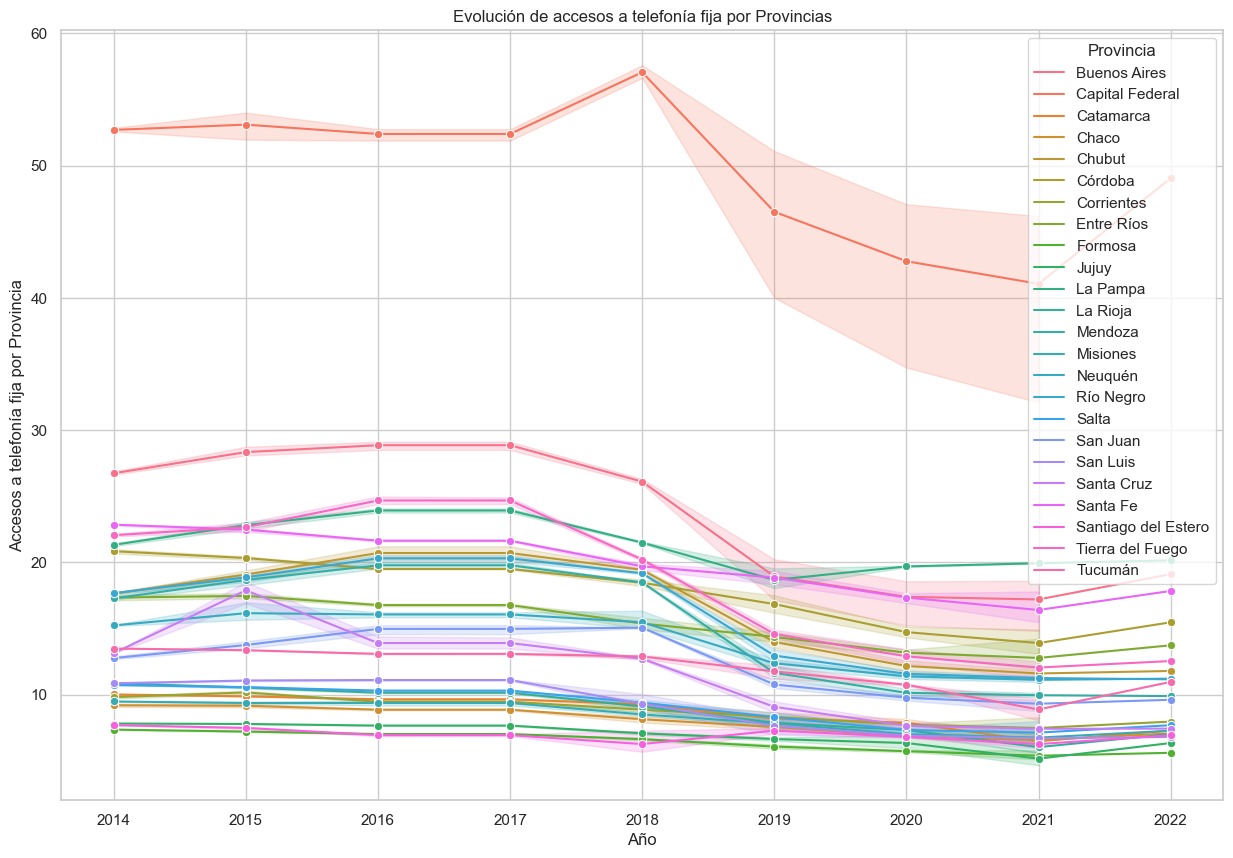 Evolución de accesos a telefonía fija por Provincias
Accesos a telefonía fija por Provincia
60
50
40
30
20
10
2014 2015 2016 2017 2018 2019 2020 2021 2022
Año
Provincia
Buenos Aires
Capital Federal
Catamarca
Chaco
Chubut
Córdoba
Corrientes
Entre Ríos
Formosa
Jujuy
La Pampa
La Rioja
Mendoza
Misiones
Neuquén
Río Negro
Salta
San Juan
San Luis
Santa Cruz
Santa Fe
Santiago del Estero
Tierra del Fuego
Tucumán